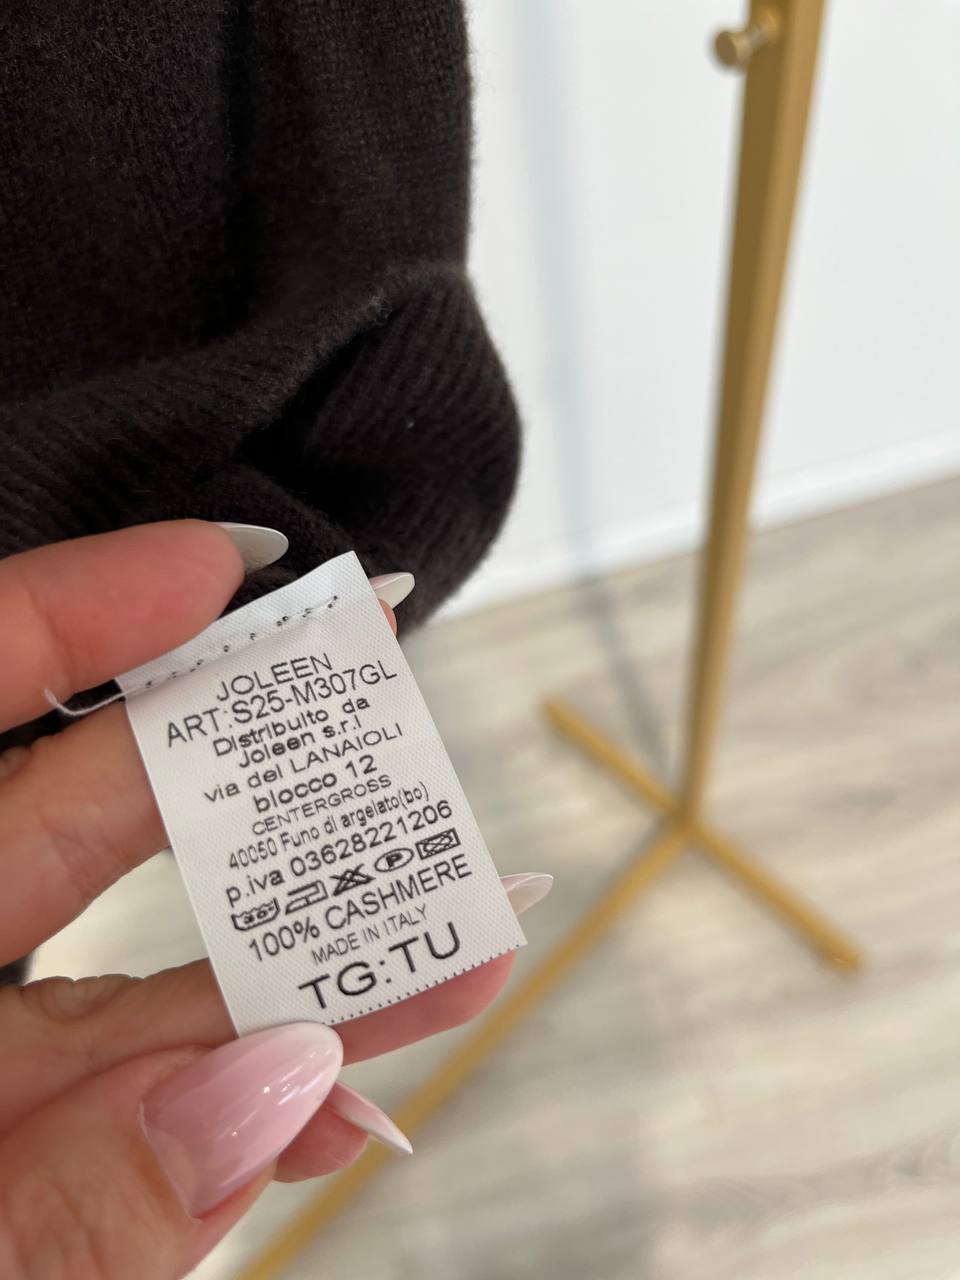 JOLEEN
ART:S25-M307GL
Distribuito da
Joleen s.r.l
via dei LANAIOLI
blocco 12
CENTERGROSS
40050 Funo di argelato(bo)
p.iva 03628221206
P
100% CASHMERE
MADE IN ITALY
TG:TU